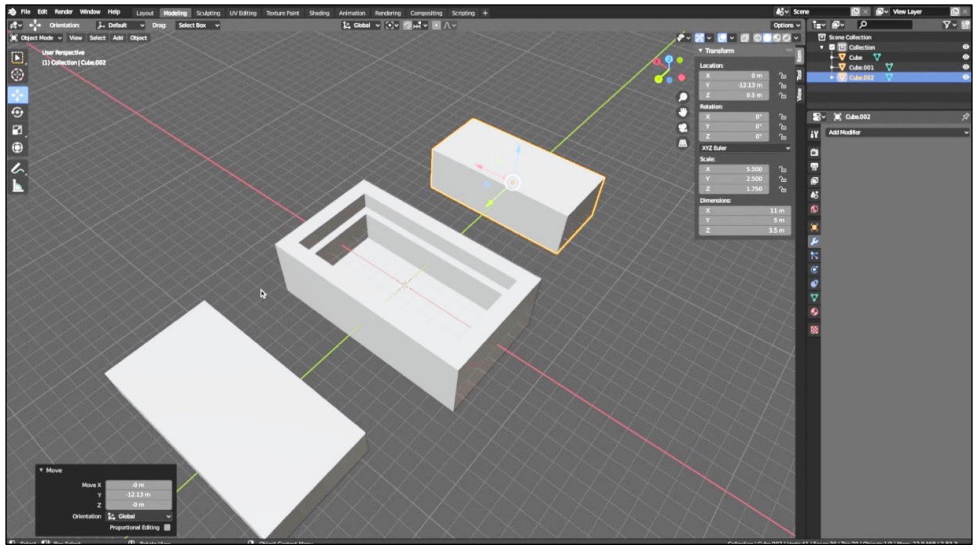 File Edit Render Window Help Layout Modeling Sculpting UV Editing Texture Paint Shading Animation Rendering Compositing Scripting + Scene View Layer
Orientation: Default Drag: Select Box Global Options
Object Mode View Select Add Object
User Perspective
(1) Collection | Cube.002
Transform
Location:
X 0 m
Y -12.13 m
Z 0.5 m
Rotation:
X 0°
Y 0°
Z 0°
XYZ Euler
Scale:
X 5.500
Y 2.500
Z 1.750
Dimensions:
X 11 m
Y 5 m
Z 3.5 m
Scene Collection
Collection
Cube
Cube.001
Cube.002
Cube.002
Add Modifier
Move
Move X -0 m
Y -12.13 m
Z -0 m
Orientation Global
Proportional Editing